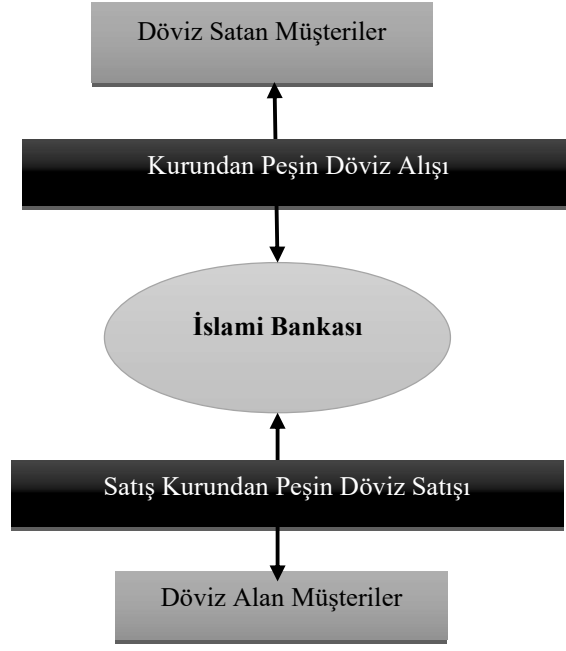 Döviz Satan Müşteriler
Kurundan Peşin Döviz Alışı
İslami Bankası
Satış Kurundan Peşin Döviz Satışı
Döviz Alan Müşteriler